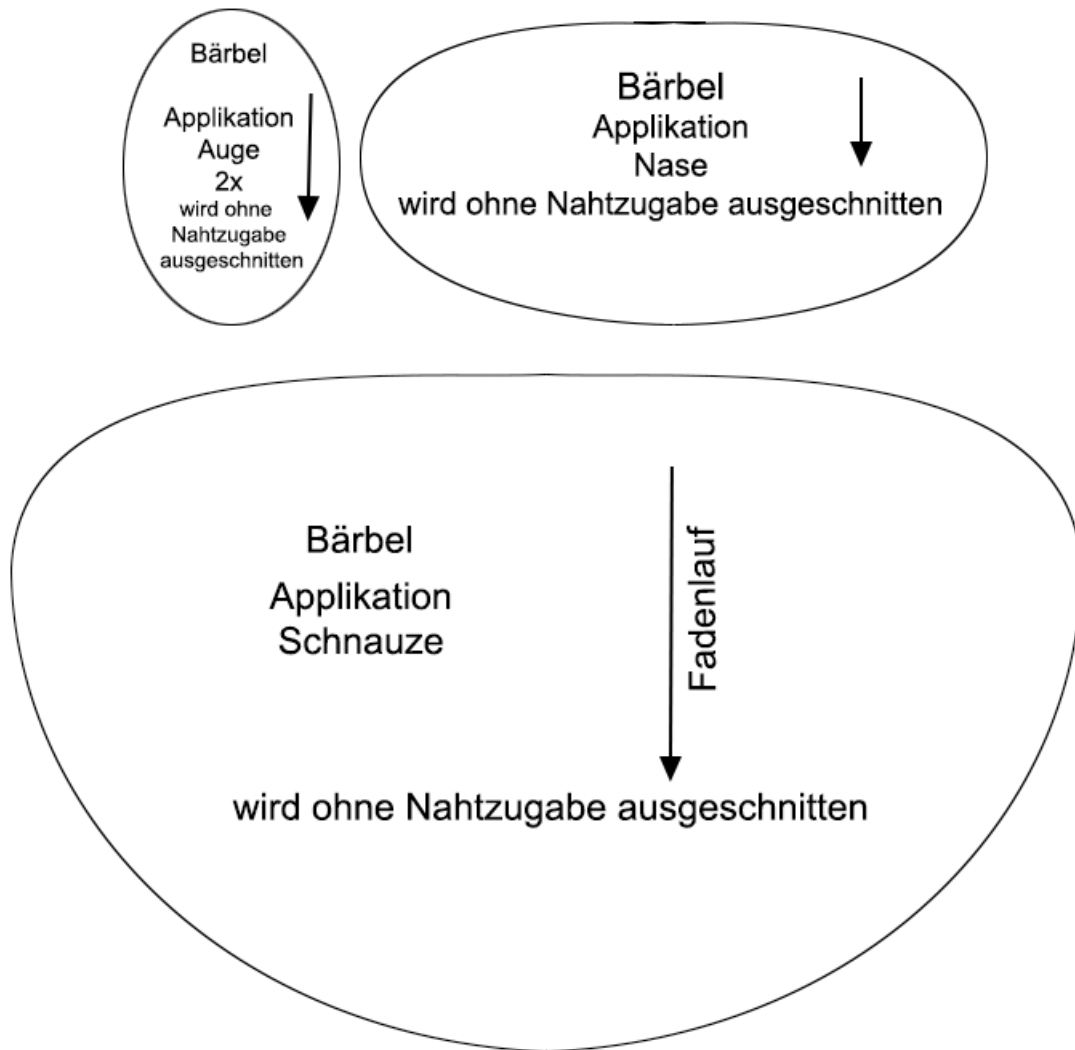 Bärbel
Applikation
Auge
2x
wird ohne
Nahtzugabe
ausgeschnitten
Bärbel
Applikation
Nase
wird ohne Nahtzugabe ausgeschnitten
Bärbel
Applikation
Schnauze
Fadenlauf
wird ohne Nahtzugabe ausgeschnitten